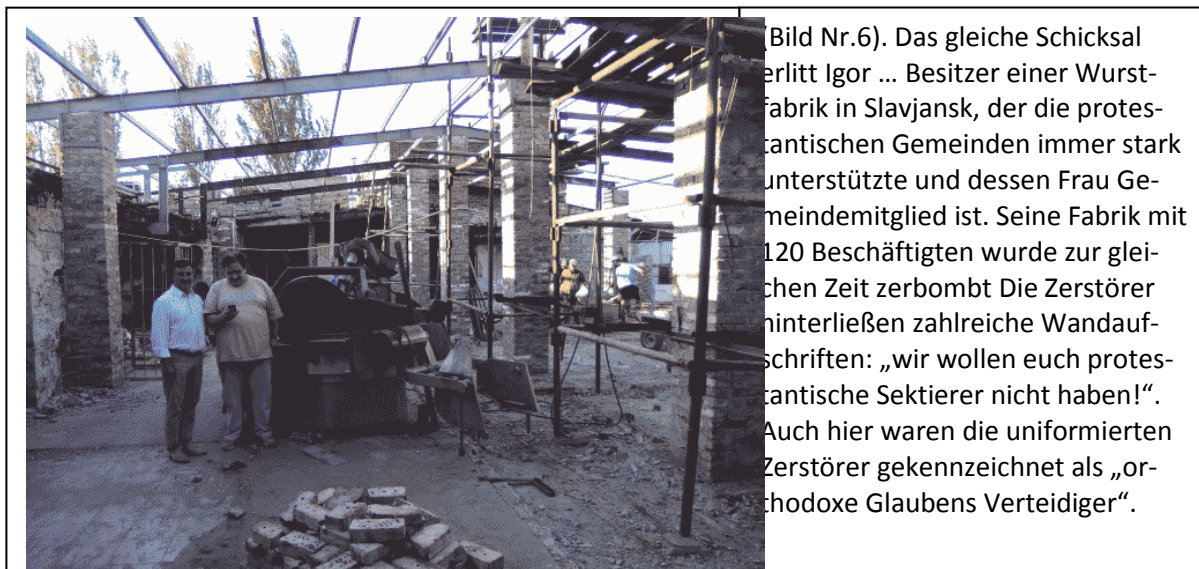 (Bild Nr.6). Das gleiche Schicksal
erlitt Igor ... Besitzer einer Wurst-
fabrik in Slavjansk, der die protes-
tantischen Gemeinden immer stark
unterstützte und dessen Frau Ge-
meindemitglied ist. Seine Fabrik mit
120 Beschäftigten wurde zur glei-
chen Zeit zerbombt Die Zerstörer
hinterließen zahlreiche Wandauf-
schriften: „wir wollen euch protes-
tantische Sektierer nicht haben!“.
Auch hier waren die uniformierten
Zerstörer gekennzeichnet als „or-
thodoxe Glaubens Verteidiger“.